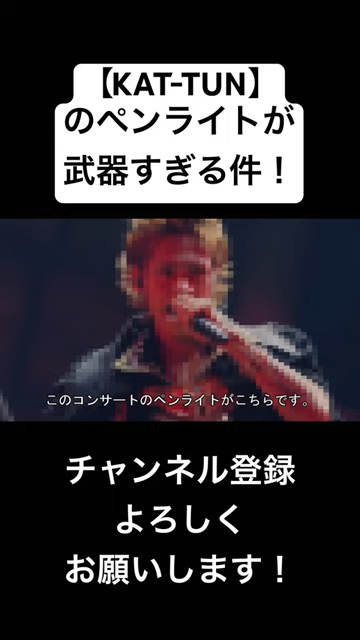 【KAT-TUN】
のペンライトが
武器すぎる件！
このコンサートのペンライトがこちらです。
チャンネル登録
よろしく
お願いします！